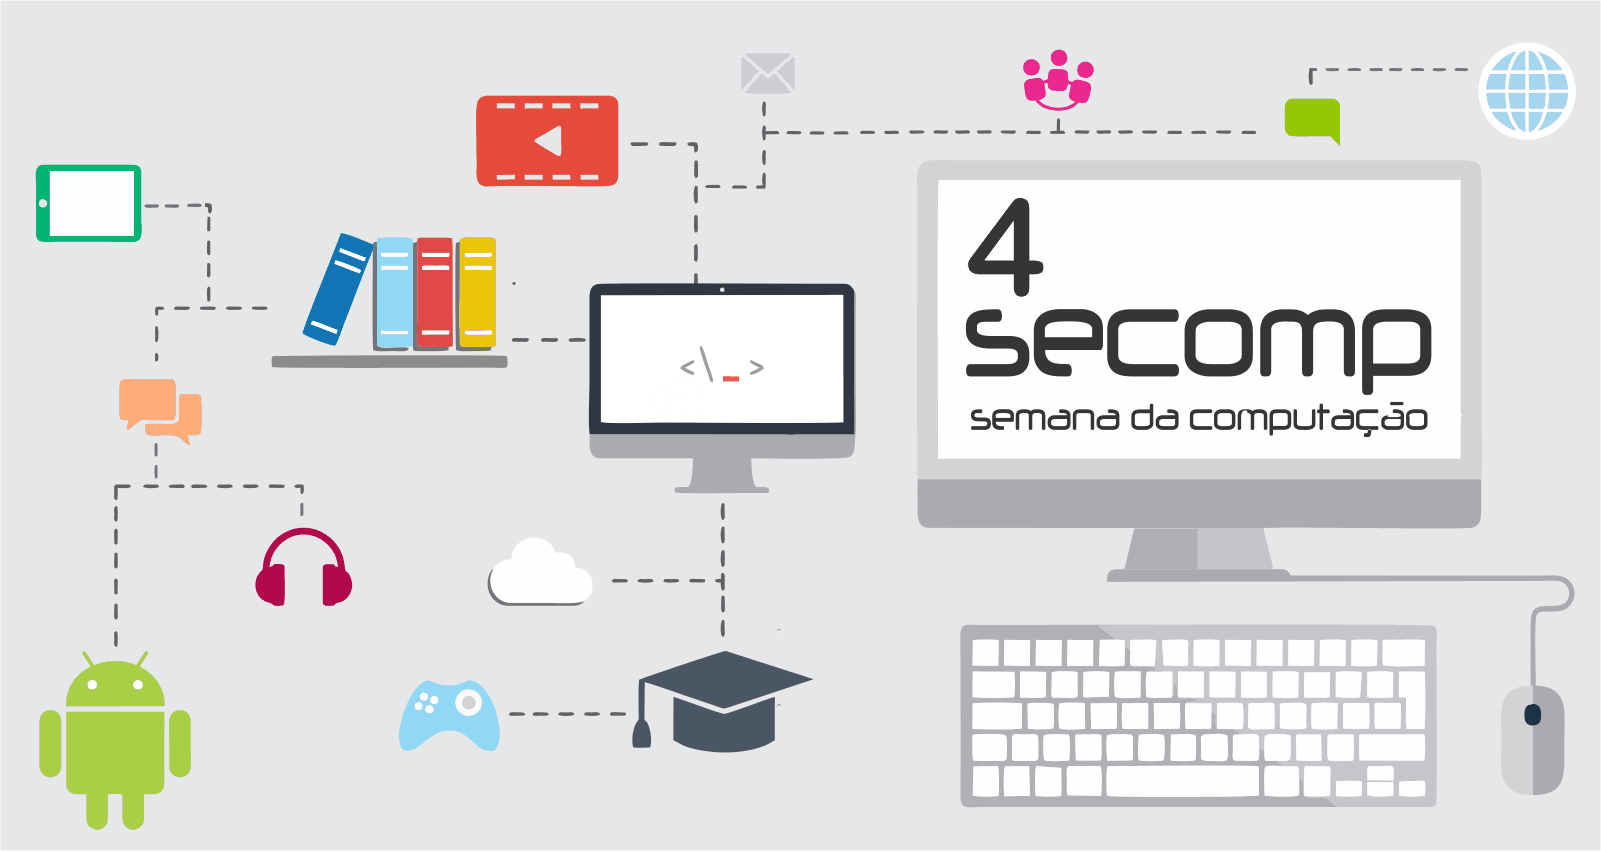 4
secomp
semana da computação
<\_ >